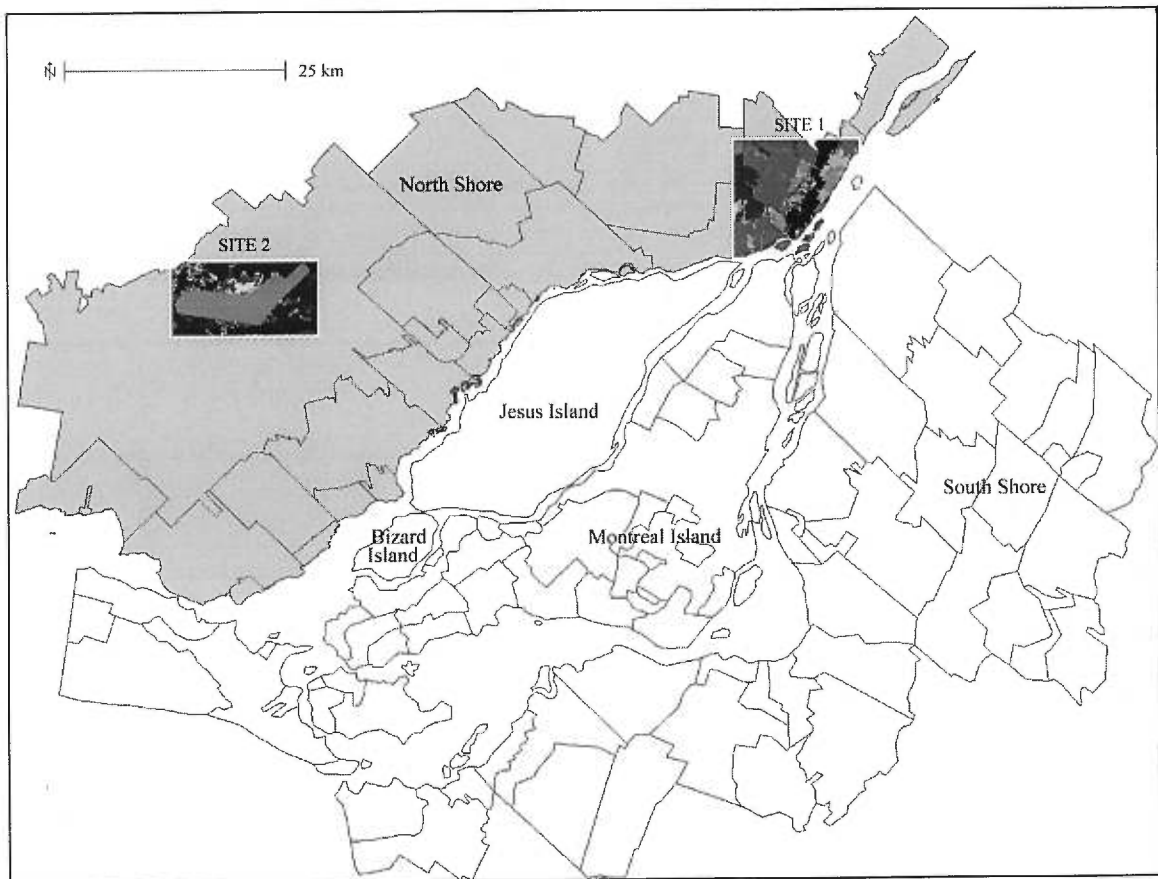 N
25 km
SITE 1
North Shore
SITE 2
Jesus Island
South Shore
Bizard
Island
Montreal Island